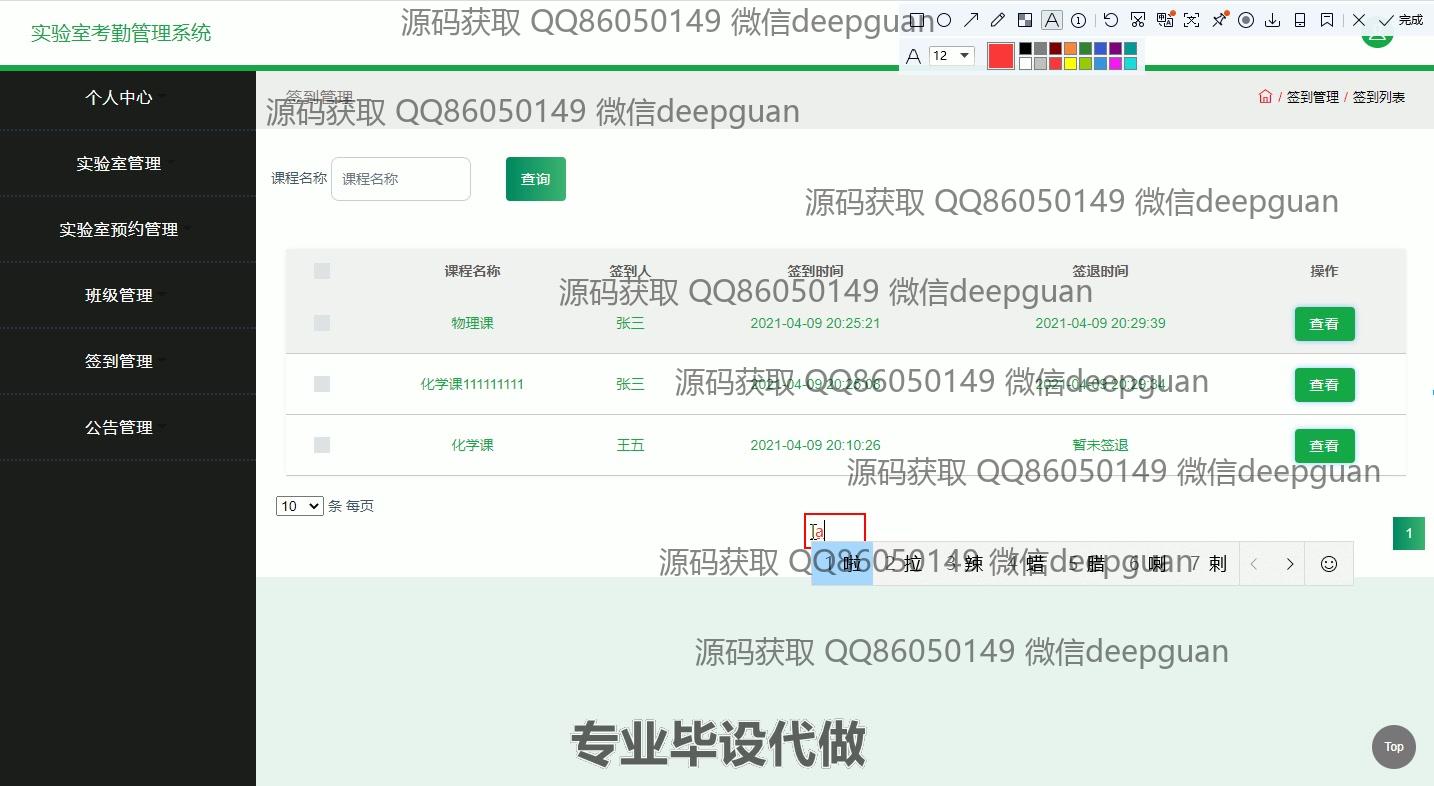 实验室考勤管理系统
源码获取 QQ86050149 微信deepguan
完成
A 12
个人中心
签到管理
源码获取 QQ86050149 微信deepguan
/ 签到管理 / 签到列表
实验室管理
课程名称 课程名称 查询
源码获取 QQ86050149 微信deepguan
实验室预约管理
课程名称 签到人 签到时间 签退时间 操作
源码获取 QQ86050149 微信deepguan
班级管理
物理课 张三 2021-04-09 20:25:21 2021-04-09 20:29:39 查看
签到管理
化学课111111111 张三 2021-04-09 20:25:08 2021-04-09 20:29:34 查看
源码获取 QQ86050149 微信deepguan
公告管理
化学课 王五 2021-04-09 20:10:26 暂未签退 查看
源码获取 QQ86050149 微信deepguan
10 条 每页
1
源码获取 QQ86050149 微信deepguan
1 啦 2 拉 3 辣 4 蜡 5 腊 6 喇 7 剌
源码获取 QQ86050149 微信deepguan
专业毕设代做
Top